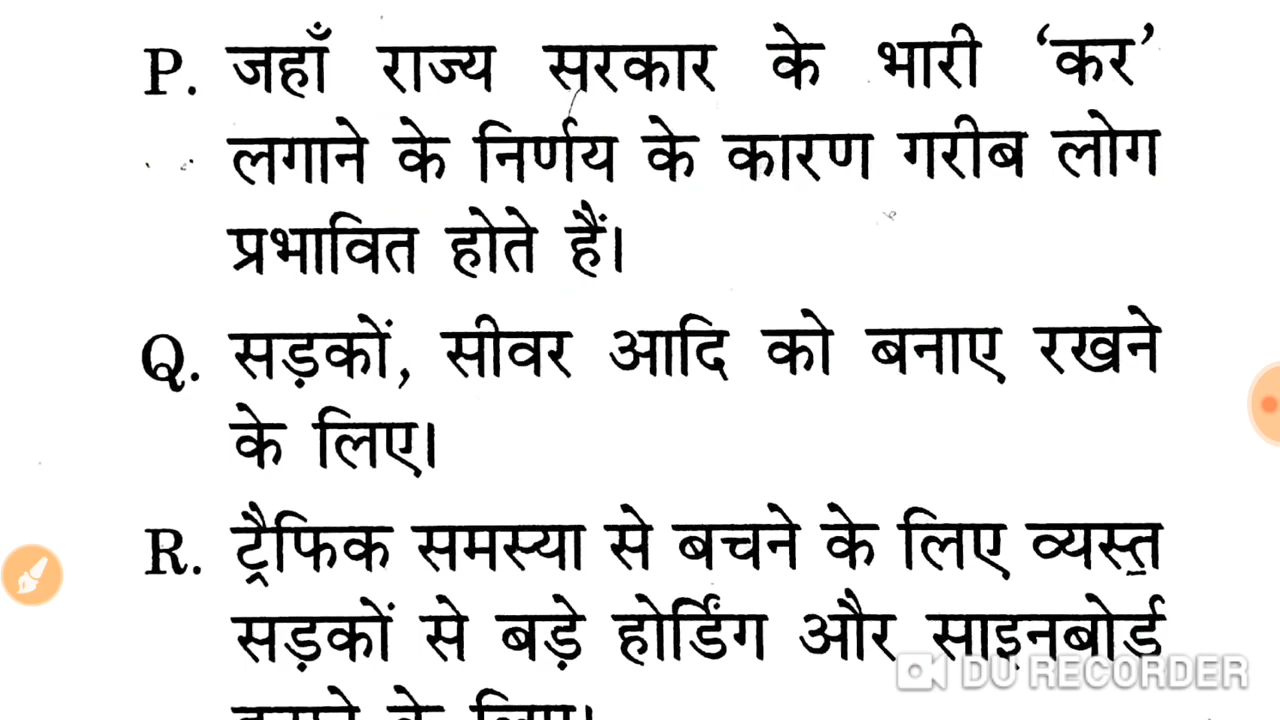 P. जहाँ राज्य सरकार के भारी ‘कर’
लगाने के निर्णय के कारण गरीब लोग
प्रभावित होते हैं।
Q. सड़कों, सीवर आदि को बनाए रखने
के लिए।
R. ट्रैफिक समस्या से बचने के लिए व्यस्त
सड़कों से बड़े होर्डिंग और साइनबोर्ड
के लिए।
DU RECORDER